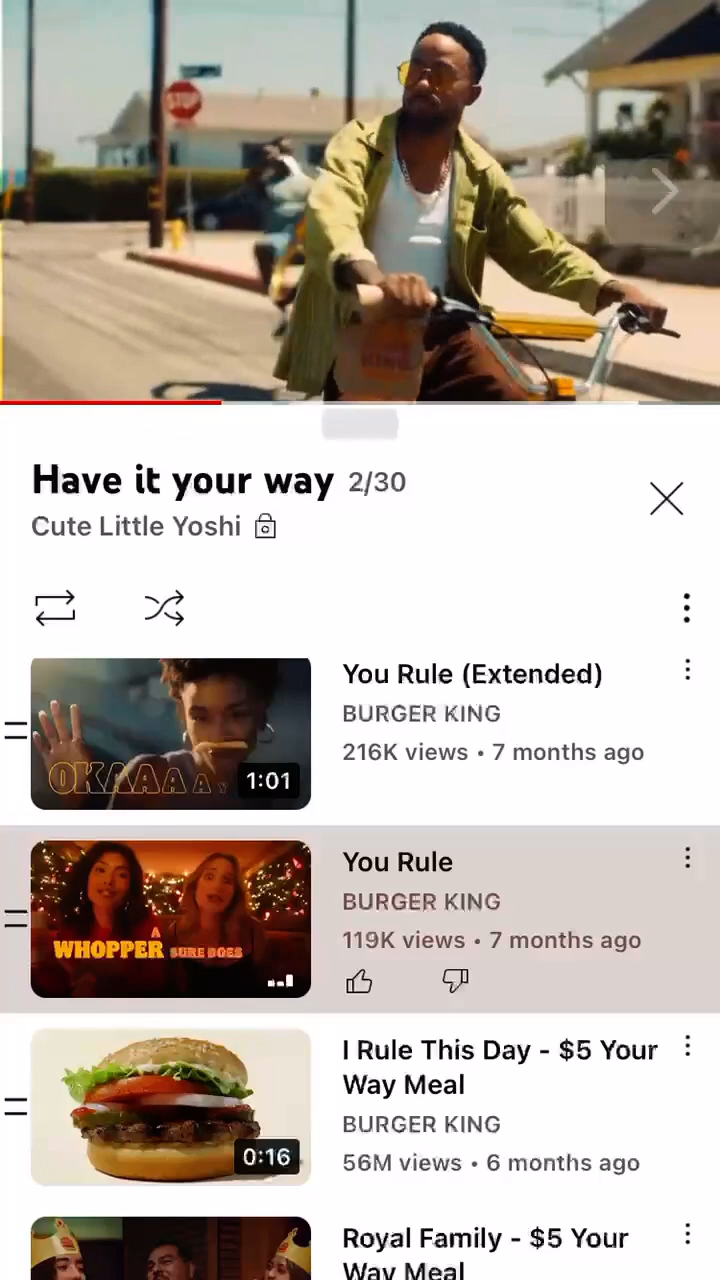 STOP
KING
Have it your way 2/30
Cute Little Yoshi
You Rule (Extended)
BURGER KING
216K views • 7 months ago
OKAAAA
1:01
You Rule
BURGER KING
119K views • 7 months ago
A
WHOPPER SURE DOES
I Rule This Day - $5 Your
Way Meal
BURGER KING
56M views • 6 months ago
0:16
Royal Family - $5 Your
Way Meal